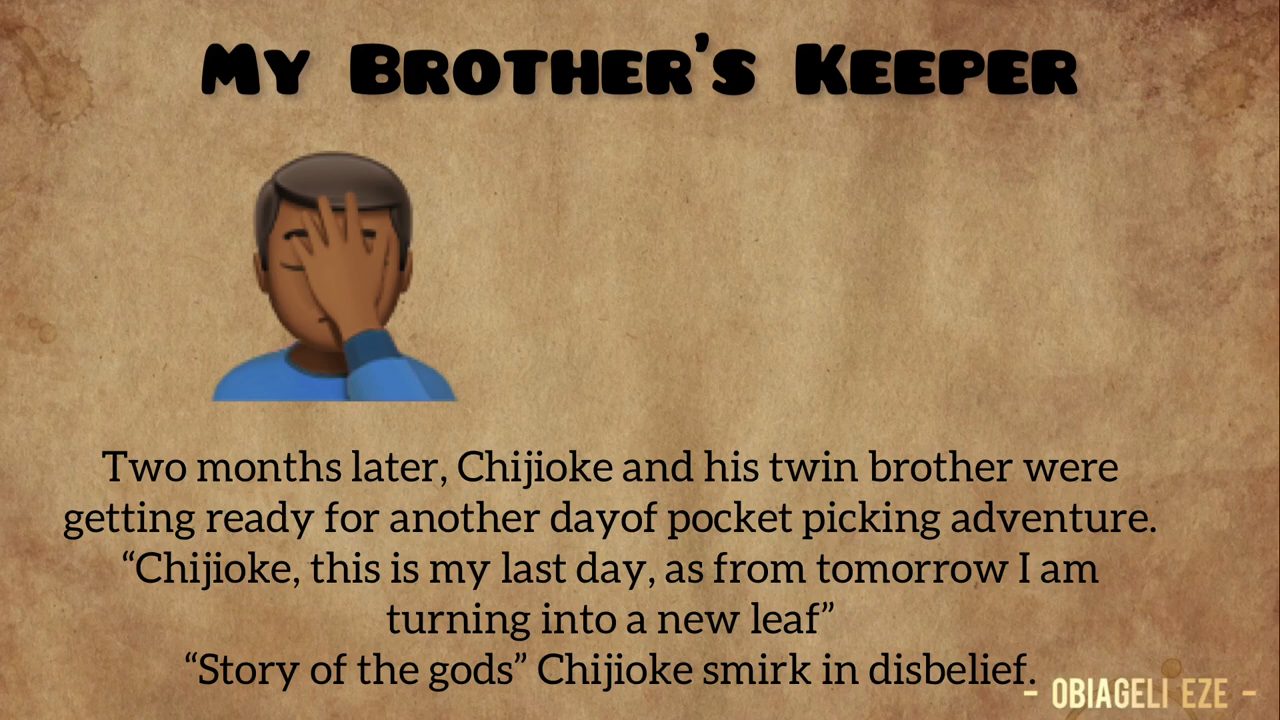 My Brother's Keeper
Two months later, Chijioke and his twin brother were
getting ready for another dayof pocket picking adventure.
“Chijioke, this is my last day, as from tomorrow I am
turning into a new leaf”
“Story of the gods” Chijioke smirk in disbelief.
- OBIAGELI EZE -